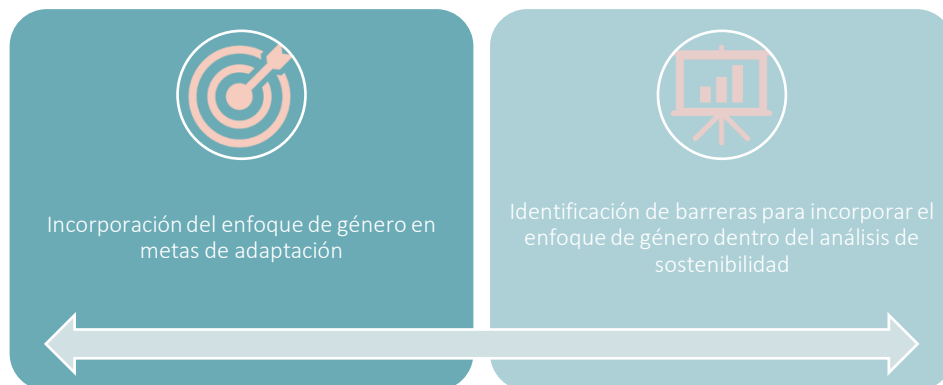 Incorporación del enfoque de género en
metas de adaptación
Identificación de barreras para incorporar el
enfoque de género dentro del análisis de
sostenibilidad